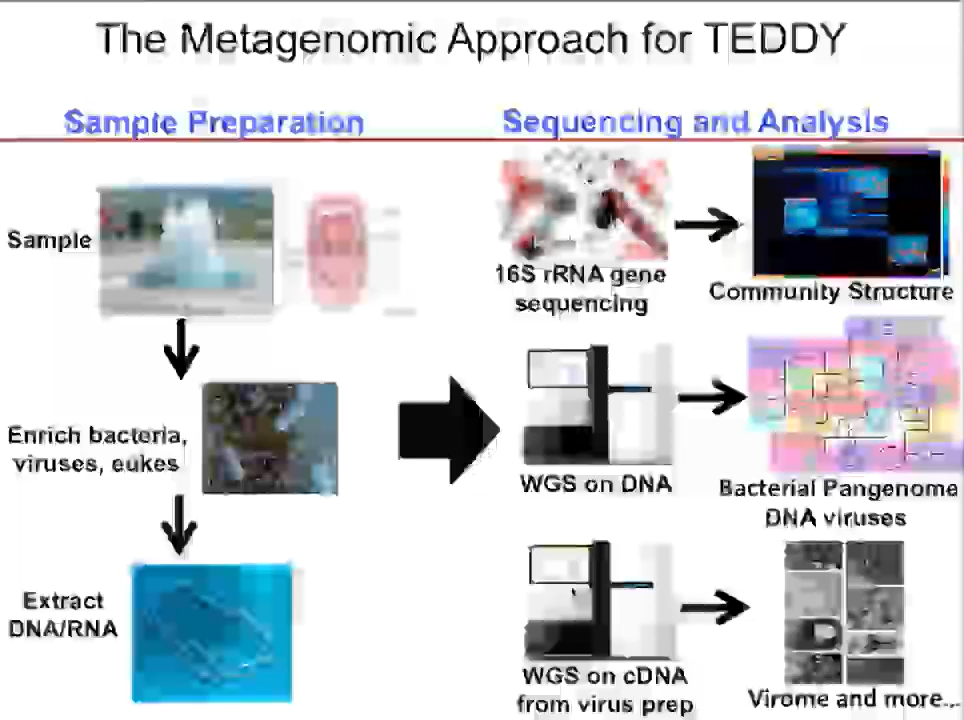 The Metagenomic Approach for TEDDY
Sample Preparation
Sequencing and Analysis
Sample
Enrich bacteria,
viruses, eukes
Extract
DNA/RNA
16S rRNA gene
sequencing
Community Structure
WGS on DNA
Bacterial Pangenome
DNA viruses
WGS on cDNA
from virus prep
Virome and more...